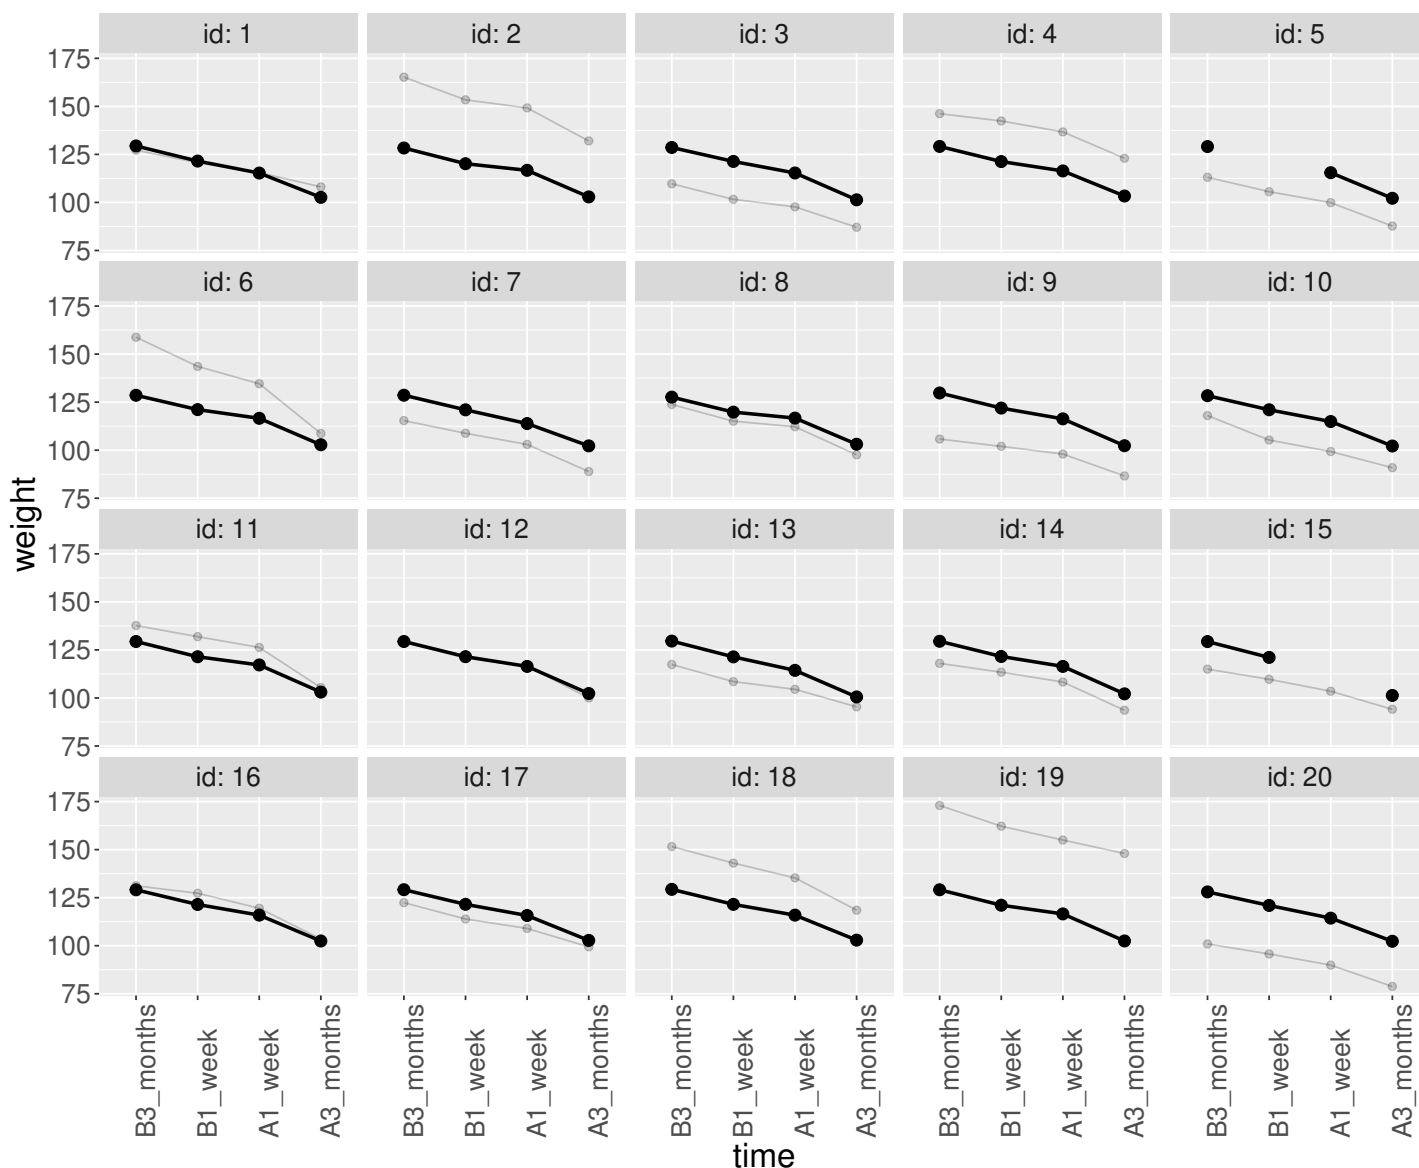 id: 1 id: 2 id: 3 id: 4 id: 5
175
150
125
100
75
id: 6 id: 7 id: 8 id: 9 id: 10
175
150
125
100
75
id: 11 id: 12 id: 13 id: 14 id: 15
175
150
125
100
75
id: 16 id: 17 id: 18 id: 19 id: 20
175
150
125
100
75
weight
B3_months B1_week A1_week A3_months B3_months B1_week A1_week A3_months B3_months B1_week A1_week A3_months B3_months B1_week A1_week A3_months B3_months B1_week A1_week A3_months
time